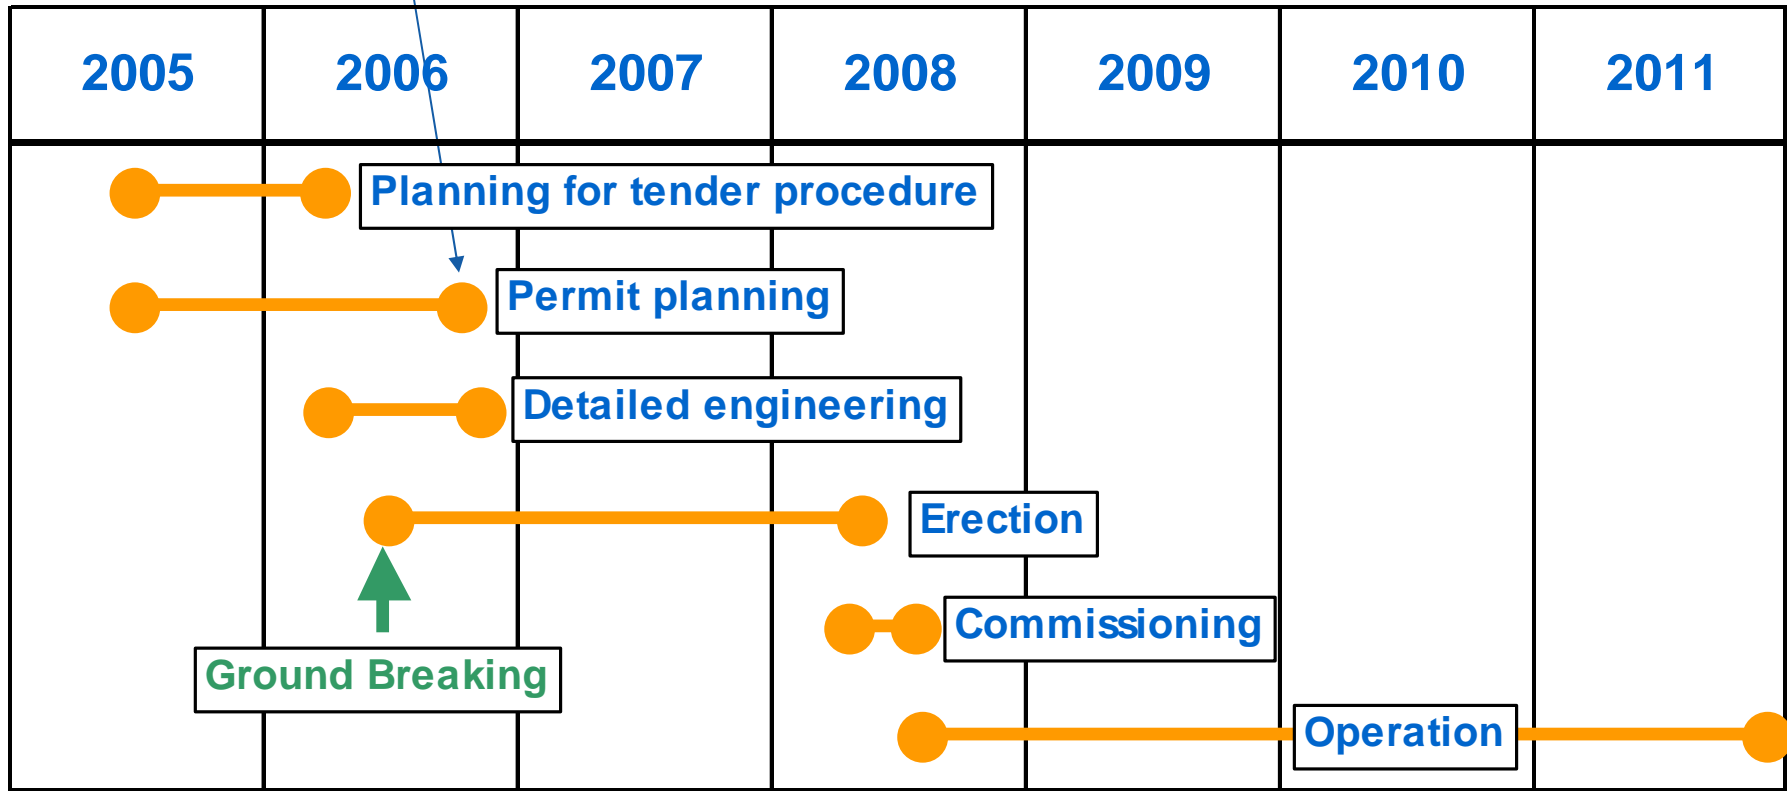 2005 2006 2007 2008 2009 2010 2011
Planning for tender procedure
Permit planning
Detailed engineering
Erection
Commissioning
Ground Breaking
Operation